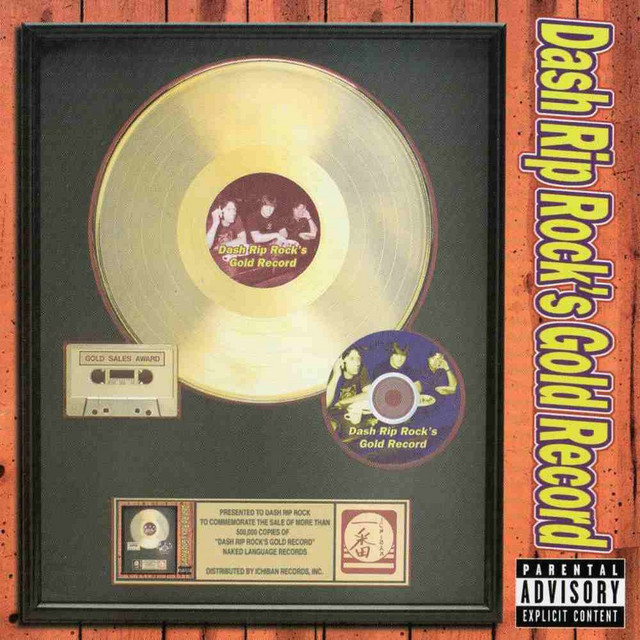 Dash Rip Rock's Gold Record
Dash Rip Rock's
Gold Record
GOLD SALES AWARD
Dash Rip Rock's
Gold Record
PRESENTED TO DASH RIP ROCK
TO COMMEMORATE THE SALE OF MORE THAN
500,000 COPIES OF
"DASH RIP ROCK'S GOLD RECORD"
NAKED LANGUAGE RECORDS
DISTRIBUTED BY ICHIBAN RECORDS, INC.
一番
PARENTAL
ADVISORY
EXPLICIT CONTENT